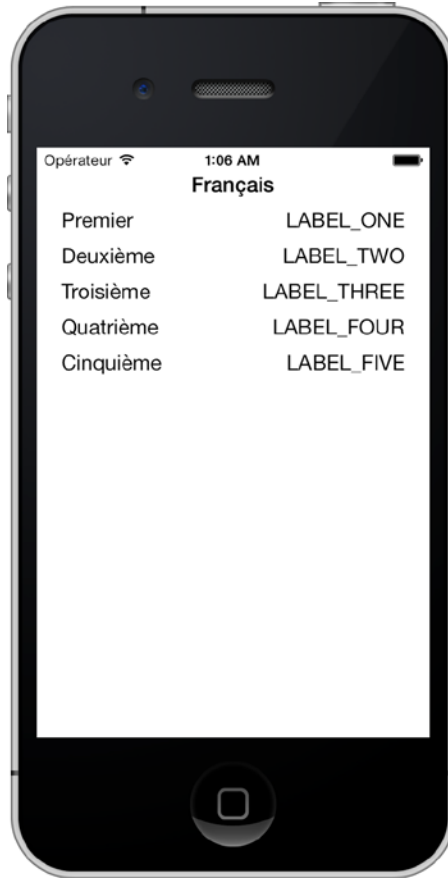 Opérateur 1:06 AM
Français
Premier LABEL_ONE
Deuxième LABEL_TWO
Troisième LABEL_THREE
Quatrième LABEL_FOUR
Cinquième LABEL_FIVE